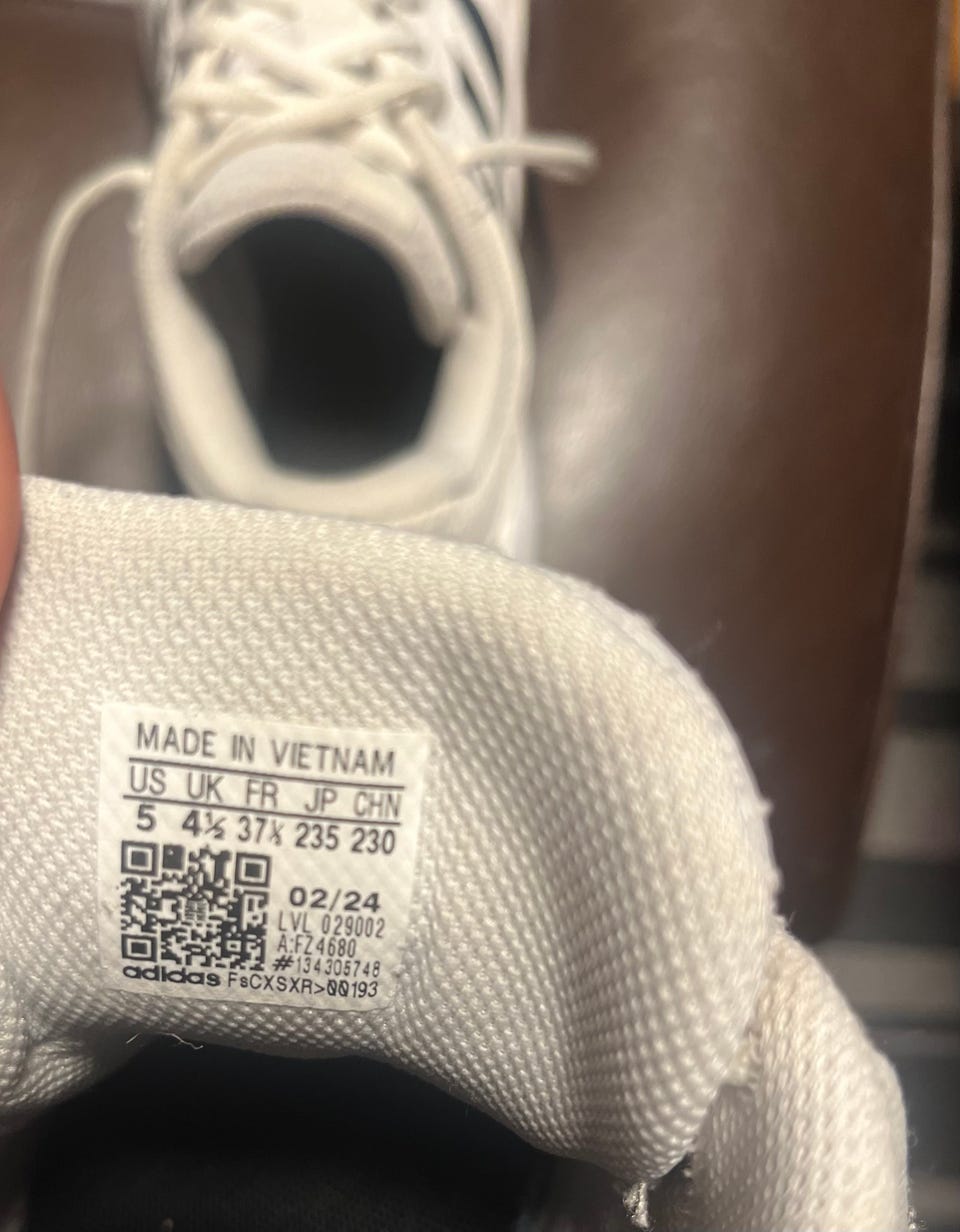 MADE IN VIETNAM
US UK FR JP CHN
5 4½ 37⅓ 235 230
02/24
LVL 029002
A:FZ4680
#134305748
adidas FsCXSXR>00193